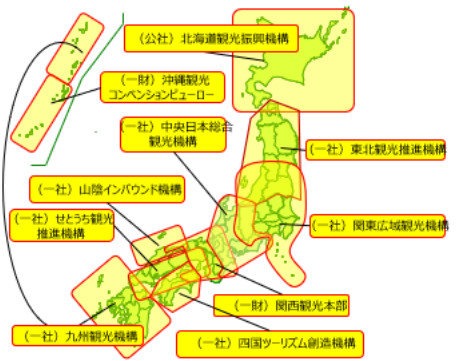 （公社）北海道観光振興機構
（一財）沖縄観光
コンベンションビューロー
（一社）中央日本総合
観光機構
（一社）東北観光推進機構
（一社）山陰インバウンド機構
（一社）せとうち観光
推進機構
（一社）関東広域観光機構
（一財）関西観光本部
（一社）九州観光機構
（一社）四国ツーリズム創造機構